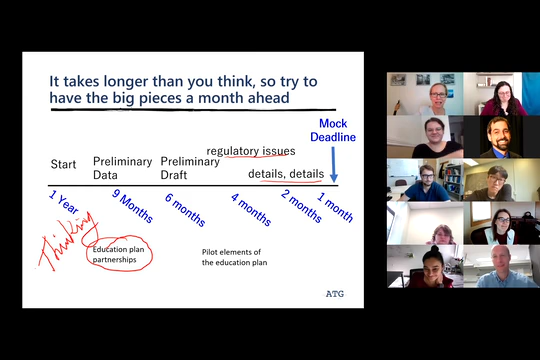 It takes longer than you think, so try to
have the big pieces a month ahead
Mock
Deadline
regulatory issues
Start
Preliminary
Data
Preliminary
Draft
details, details
1 Year
9 Months
6 months
4 months
2 months
1 month
Thinking
Education plan
partnerships
Pilot elements of
the education plan
ATG